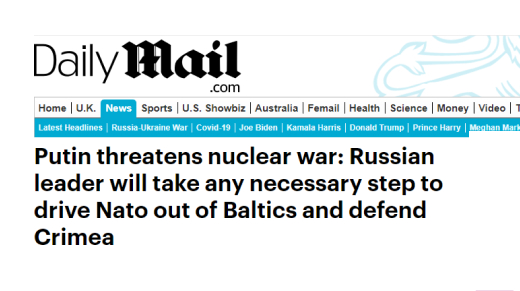 Daily Mail
.com
Home | U.K. | News | Sports | U.S. Showbiz | Australia | Femail | Health | Science | Money | Video |
Latest Headlines | Russia-Ukraine War | Covid-19 | Joe Biden | Kamala Harris | Donald Trump | Prince Harry | Meghan
Putin threatens nuclear war: Russian
leader will take any necessary step to
drive Nato out of Baltics and defend
Crimea